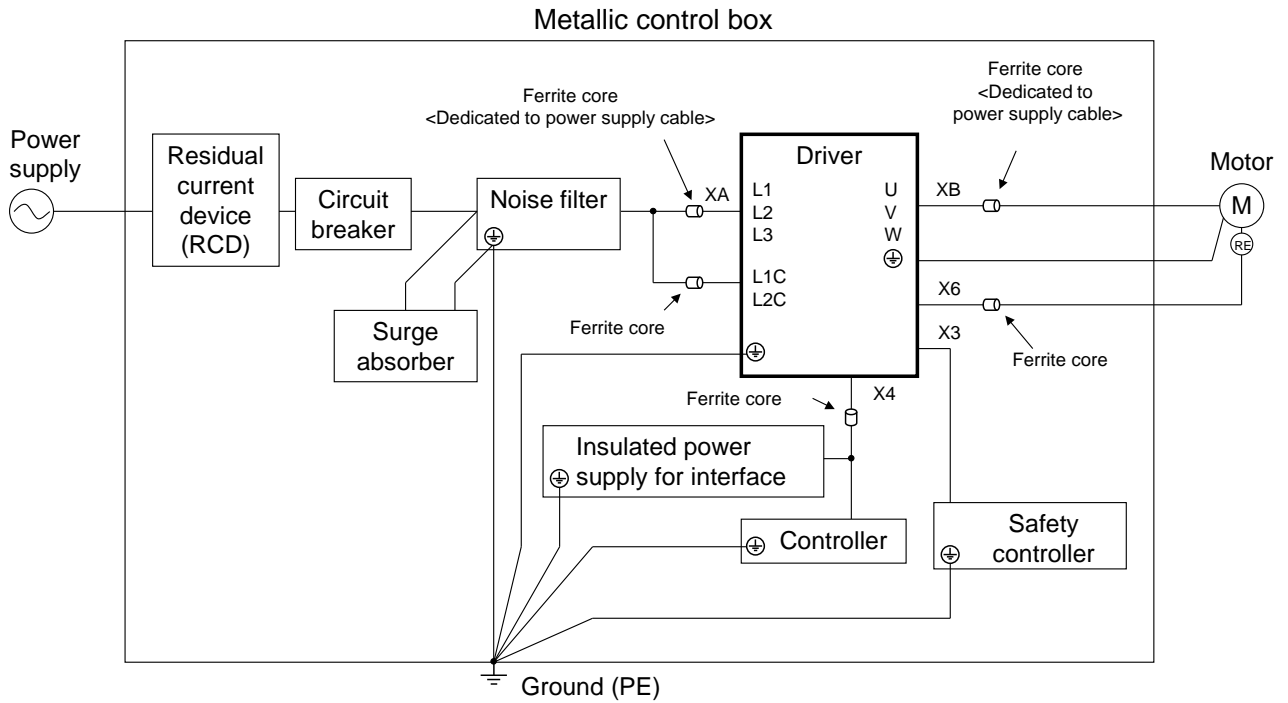 Metallic control box
Power
supply
Residual
current
device
(RCD)
Circuit
breaker
Surge
absorber
Noise filter
Ferrite core
<Dedicated to power supply cable>
XA
Ferrite core
Driver
L1
L2
L3
L1C
L2C
U
V
W
XB
X6
X3
X4
Ferrite core
<Dedicated to
power supply cable>
Motor
M
RE
Ferrite core
Ferrite core
Insulated power
supply for interface
Controller
Safety
controller
Ground (PE)